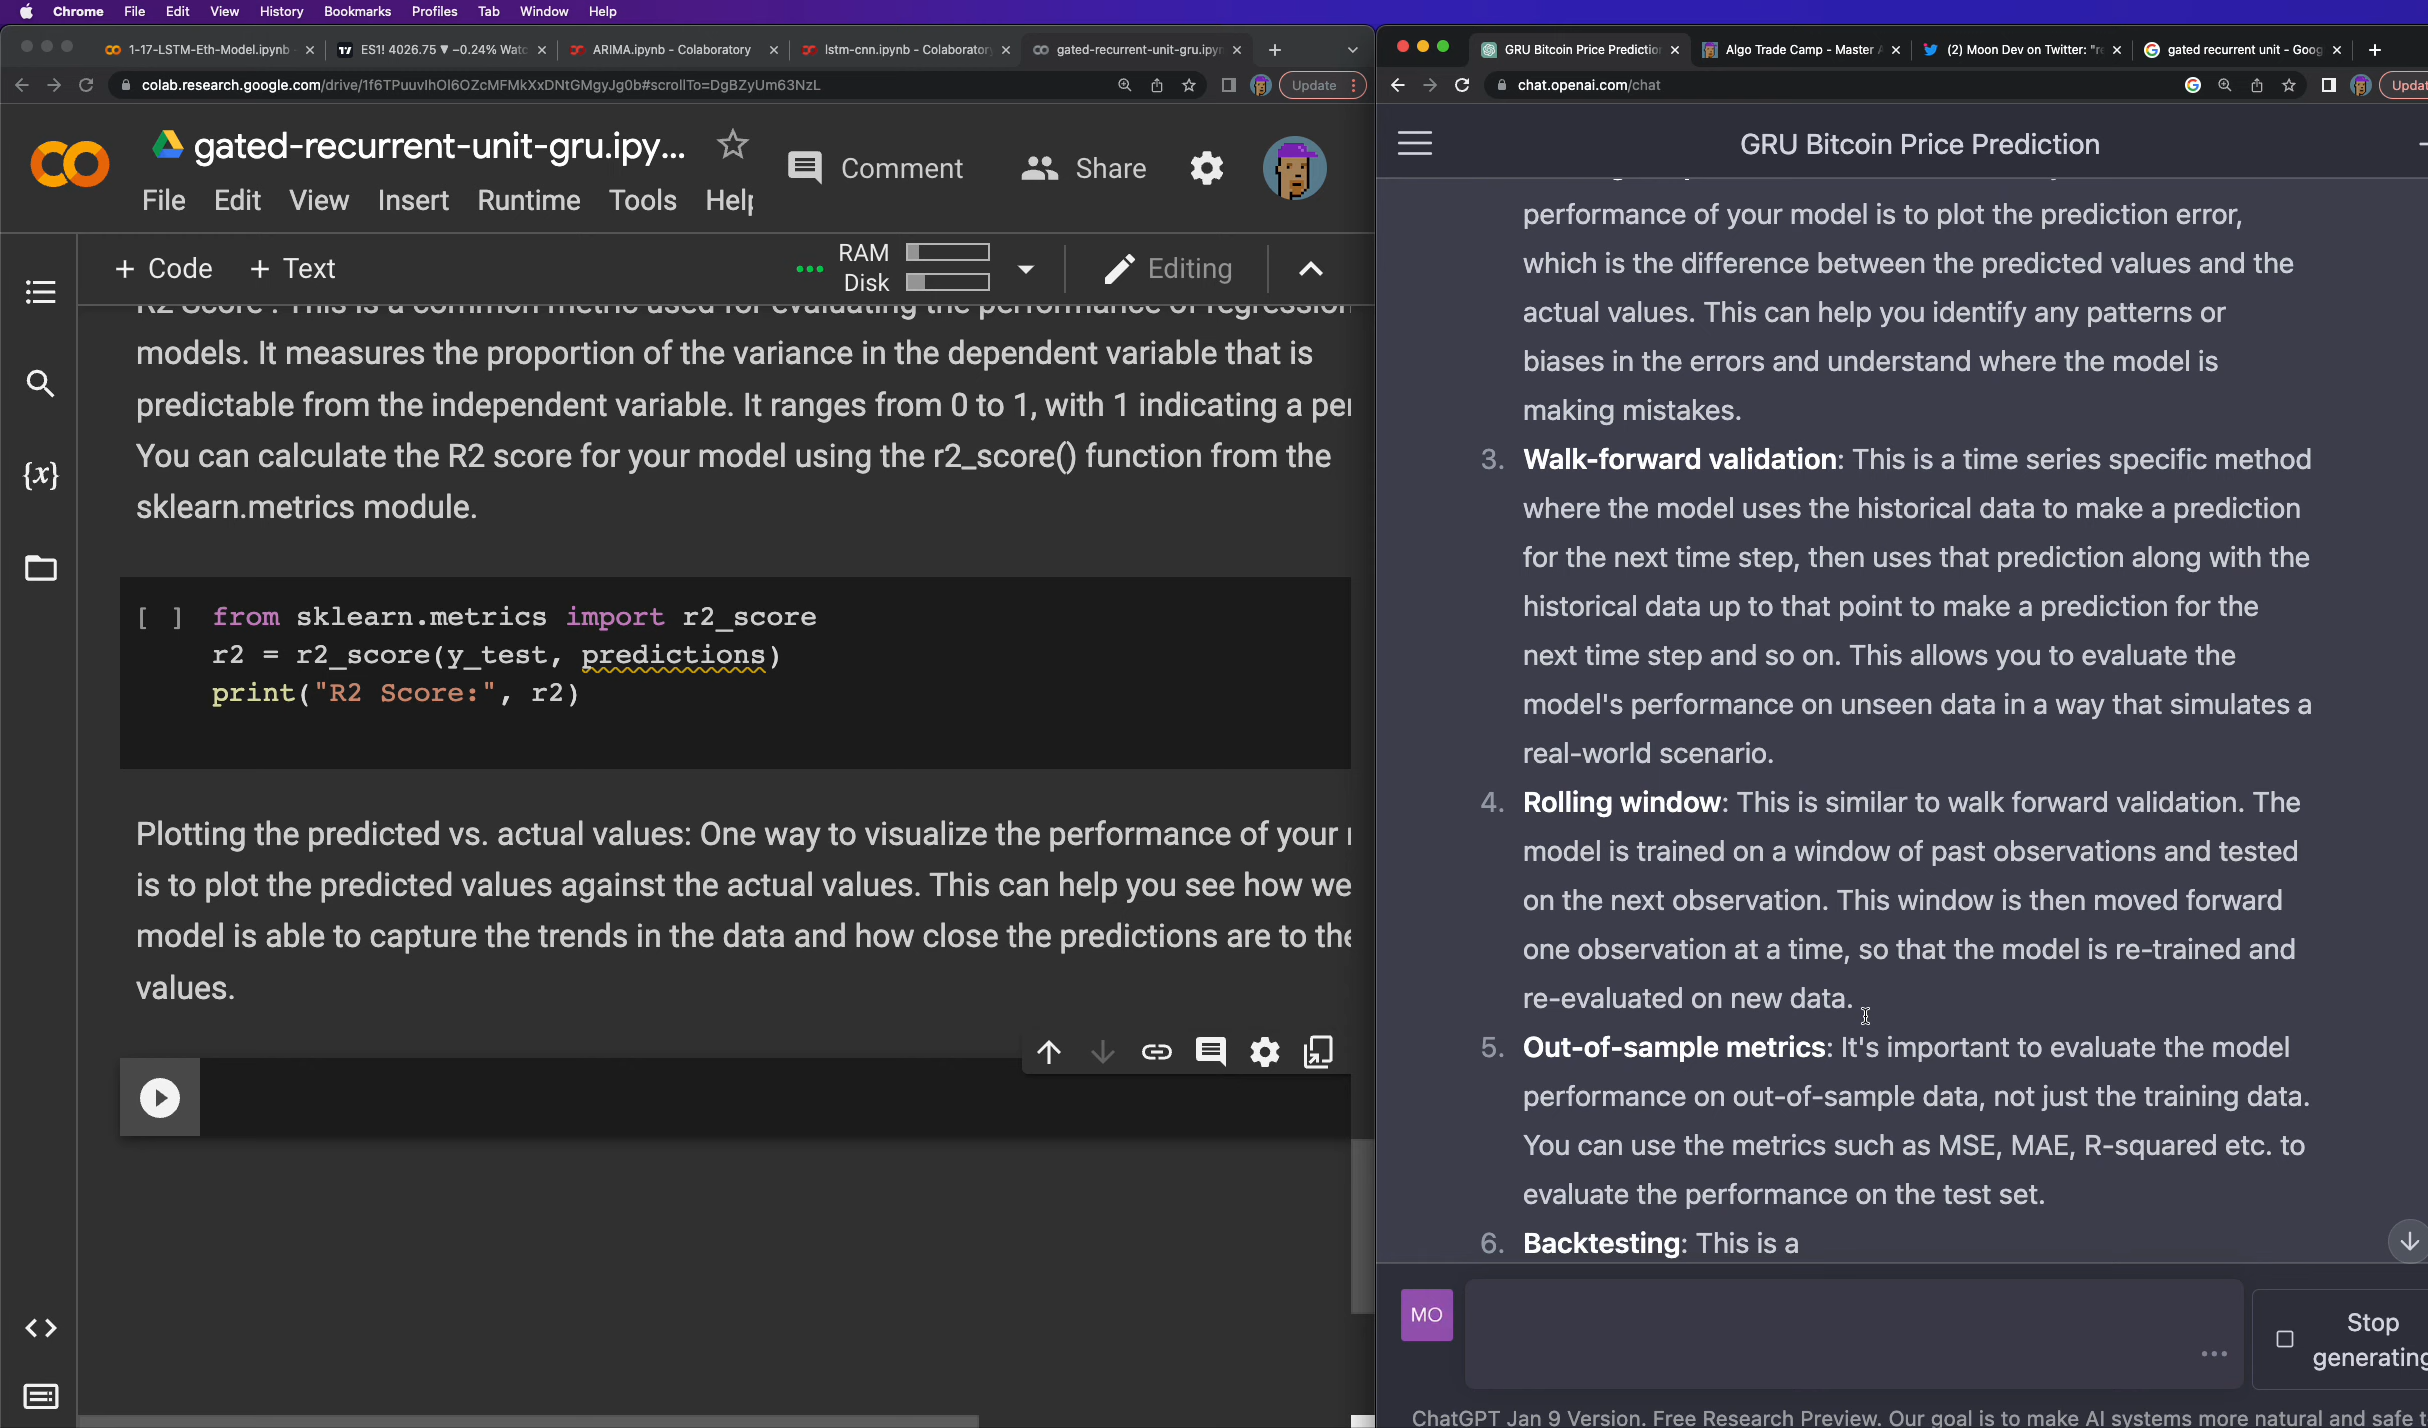 Chrome File Edit View History Bookmarks Profiles Tab Window Help
1-17-LSTM-Eth-Model.ipynb
ES1! 4026.75 ▼ −0.24%
ARIMA.ipynb - Colaboratory
lstm-cnn.ipynb - Colaboratory
gated-recurrent-unit-gru.ipyn
colab.research.google.com/drive/1f6TPuuvIhOl6OZcMFMkXxDNtGMgyJg0b#scrollTo=DgBZyUm63NzL
Update
gated-recurrent-unit-gru.ipy...
Comment
Share
File Edit View Insert Runtime Tools Help
+ Code + Text
RAM
Disk
Editing
R2 Score : This is a common metric used for evaluating the performance of regression
models. It measures the proportion of the variance in the dependent variable that is
predictable from the independent variable. It ranges from 0 to 1, with 1 indicating a per
You can calculate the R2 score for your model using the r2_score() function from the
sklearn.metrics module.
{x}
[ ] from sklearn.metrics import r2_score
r2 = r2_score(y_test, predictions)
print("R2 Score:", r2)
Plotting the predicted vs. actual values: One way to visualize the performance of your
is to plot the predicted values against the actual values. This can help you see how we
model is able to capture the trends in the data and how close the predictions are to the
values.
GRU Bitcoin Price Prediction
Algo Trade Camp - Master
(2) Moon Dev on Twitter:
gated recurrent unit - Goog
chat.openai.com/chat
Updat
GRU Bitcoin Price Prediction
performance of your model is to plot the prediction error,
which is the difference between the predicted values and the
actual values. This can help you identify any patterns or
biases in the errors and understand where the model is
making mistakes.
3. Walk-forward validation: This is a time series specific method
where the model uses the historical data to make a prediction
for the next time step, then uses that prediction along with the
historical data up to that point to make a prediction for the
next time step and so on. This allows you to evaluate the
model's performance on unseen data in a way that simulates a
real-world scenario.
4. Rolling window: This is similar to walk forward validation. The
model is trained on a window of past observations and tested
on the next observation. This window is then moved forward
one observation at a time, so that the model is re-trained and
re-evaluated on new data.
5. Out-of-sample metrics: It's important to evaluate the model
performance on out-of-sample data, not just the training data.
You can use the metrics such as MSE, MAE, R-squared etc. to
evaluate the performance on the test set.
6. Backtesting: This is a
MO
Stop
generating
ChatGPT Jan 9 Version. Free Research Preview. Our goal is to make AI systems more natural and safe t